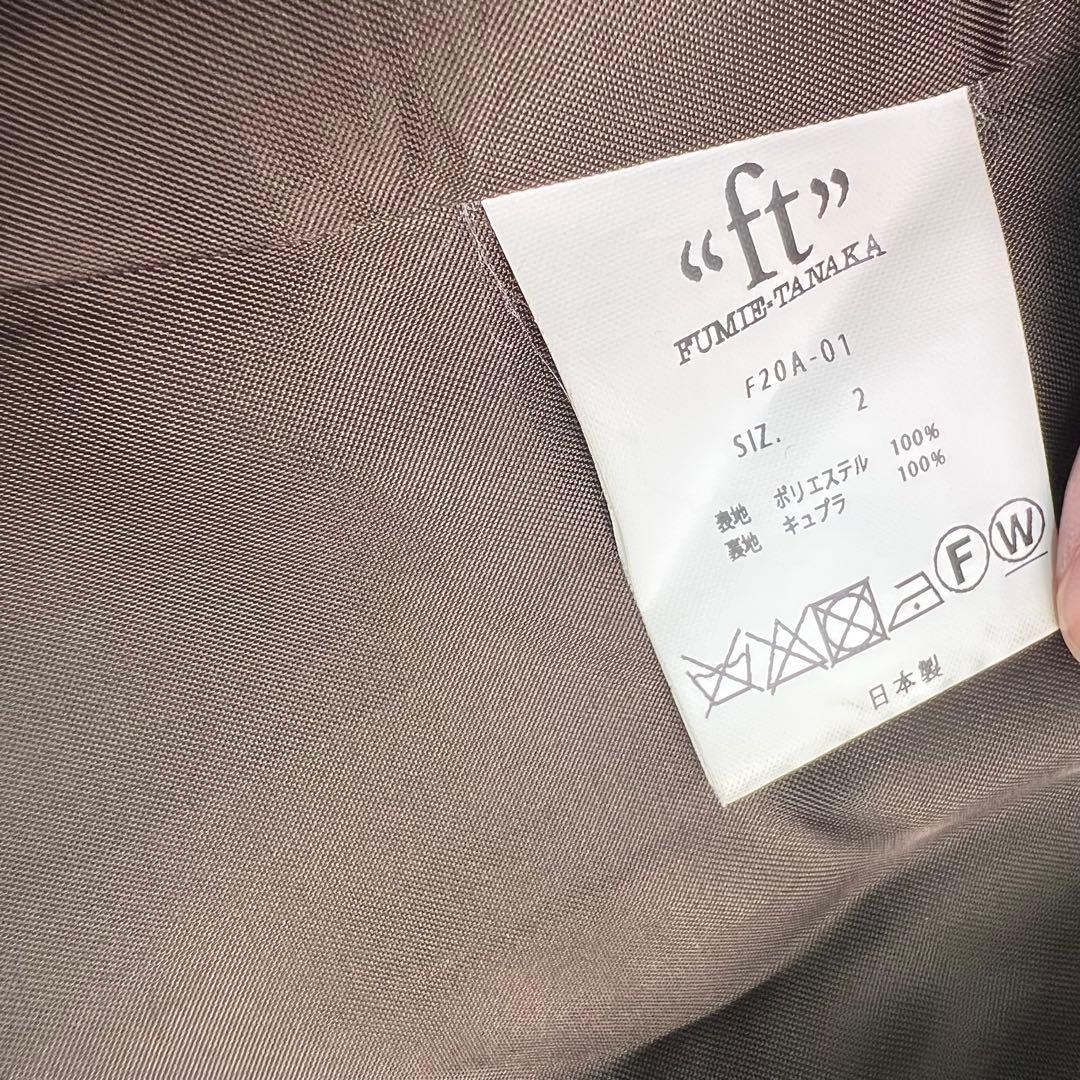 “ft”
FUMIE=TANAKA
F20A-01
SIZ. 2
表地 ポリエステル 100%
裏地 キュプラ 100%
F W
日本製